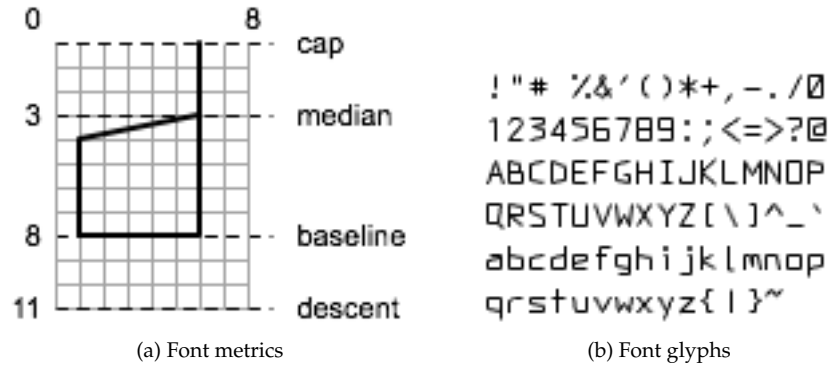 0 8
cap
3 median
8 baseline
11 descent
(a) Font metrics
! " # %&'()*+,-./0
123456789:;<=>?@
ABCDEFGHIJKLMNOP
QRSTUVWXYZ[\]^_`
abcdefghijklmnop
qrstuvwxyz{|}~
(b) Font glyphs